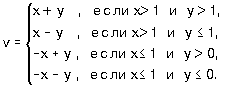 x + y , если x > 1 и y > 1,
x − y , если x > 1 и y ≤ 1,
v =
−x + y , если x ≤ 1 и y > 0,
−x − y , если x ≤ 1 и y ≤ 0.